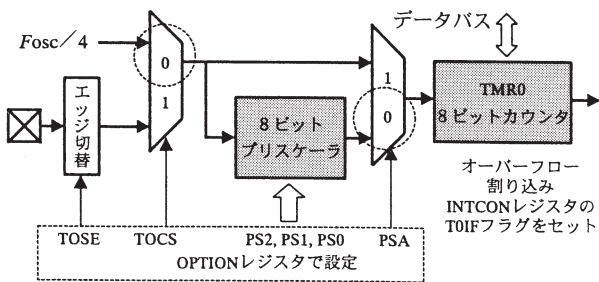 データバス
Fosc/4
0
1
エッジ切替
8ビット
プリスケーラ
1
0
TMR0
8ビットカウンタ
オーバーフロー
割り込み
INTCONレジスタの
T0IFフラグをセット
TOSE
TOCS
PS2, PS1, PS0
PSA
OPTIONレジスタで設定